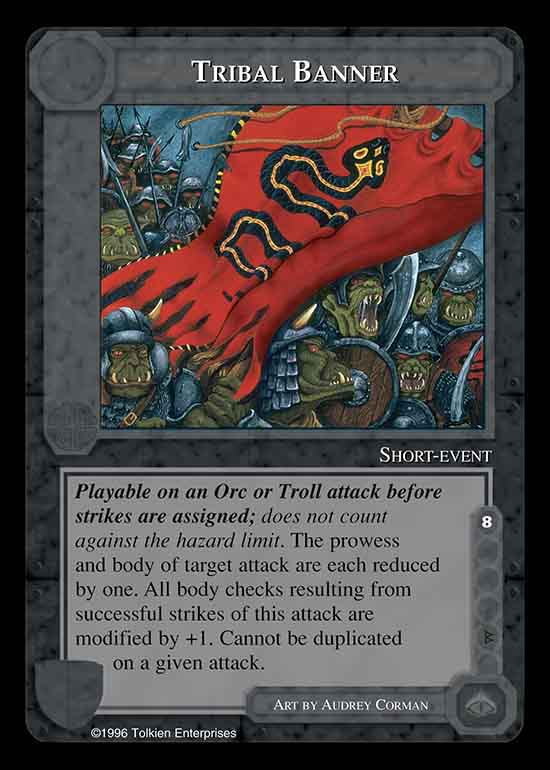 Tribal Banner
Short-event
Playable on an Orc or Troll attack before
strikes are assigned; does not count
against the hazard limit. The prowess
and body of target attack are each reduced
by one. All body checks resulting from
successful strikes of this attack are
modified by +1. Cannot be duplicated
on a given attack.
8
Art by Audrey Corman
©1996 Tolkien Enterprises